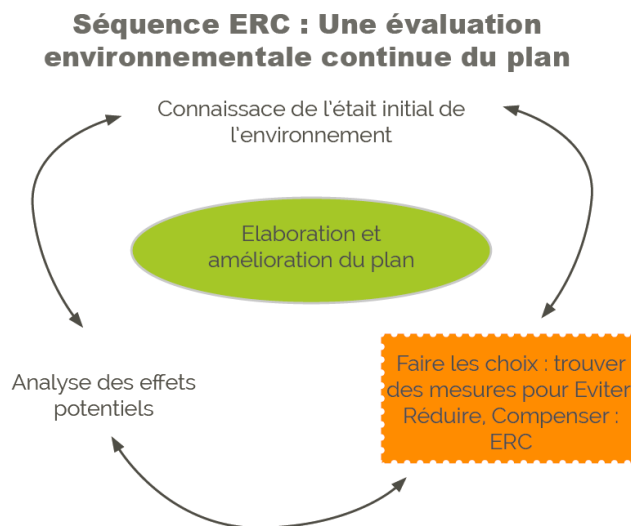 Séquence ERC : Une évaluation
environnementale continue du plan
Connaissace de l'était initial de
l'environnement
Elaboration et
amélioration du plan
Analyse des effets
potentiels
Faire les choix : trouver
des mesures pour Eviter
Réduire, Compenser :
ERC